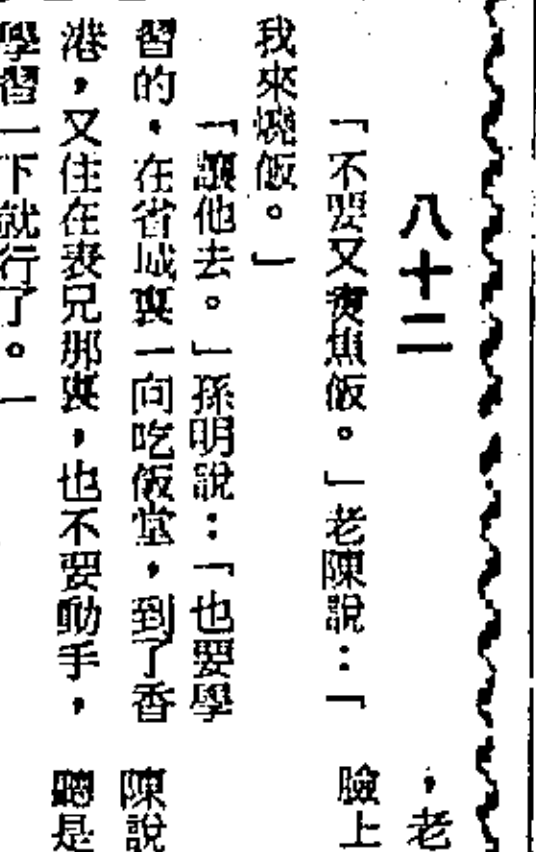 八十二
「不要又煲焦飯。」老陳說：「
我來燒飯。」
「讓他去。」孫明說：「也要學
習的，在省城裏一向吃飯堂，到了香
港，又住在表兄那裏，也不要動手，
學習一下就行了。」
，老
臉上
陳說
聽是